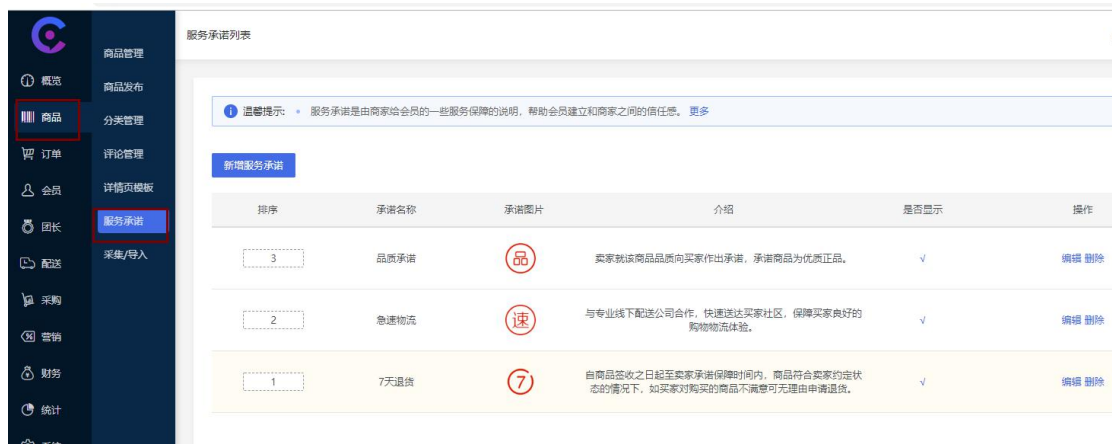 服务承诺列表
概览
商品
订单
会员
团长
配送
采购
营销
财务
统计
商品管理
商品发布
分类管理
评论管理
详情页模板
服务承诺
采集/导入
温馨提示: • 服务承诺是由商家给会员的一些服务保障的说明，帮助会员建立和商家之间的信任感。 更多
新增服务承诺
排序 承诺名称 承诺图片 介绍 是否显示 操作
3 品质承诺 品 卖家就该商品品质向买家作出承诺，承诺商品为优质正品。 √ 编辑 删除
2 急速物流 速 与专业线下配送公司合作，快速送达买家社区，保障买家良好的
购物物流体验。 √ 编辑 删除
1 7天退货 7 自商品签收之日起至卖家承诺保障时间内，商品符合卖家约定状
态的情况下，如买家对购买的商品不满意可无理由申请退货。 √ 编辑 删除